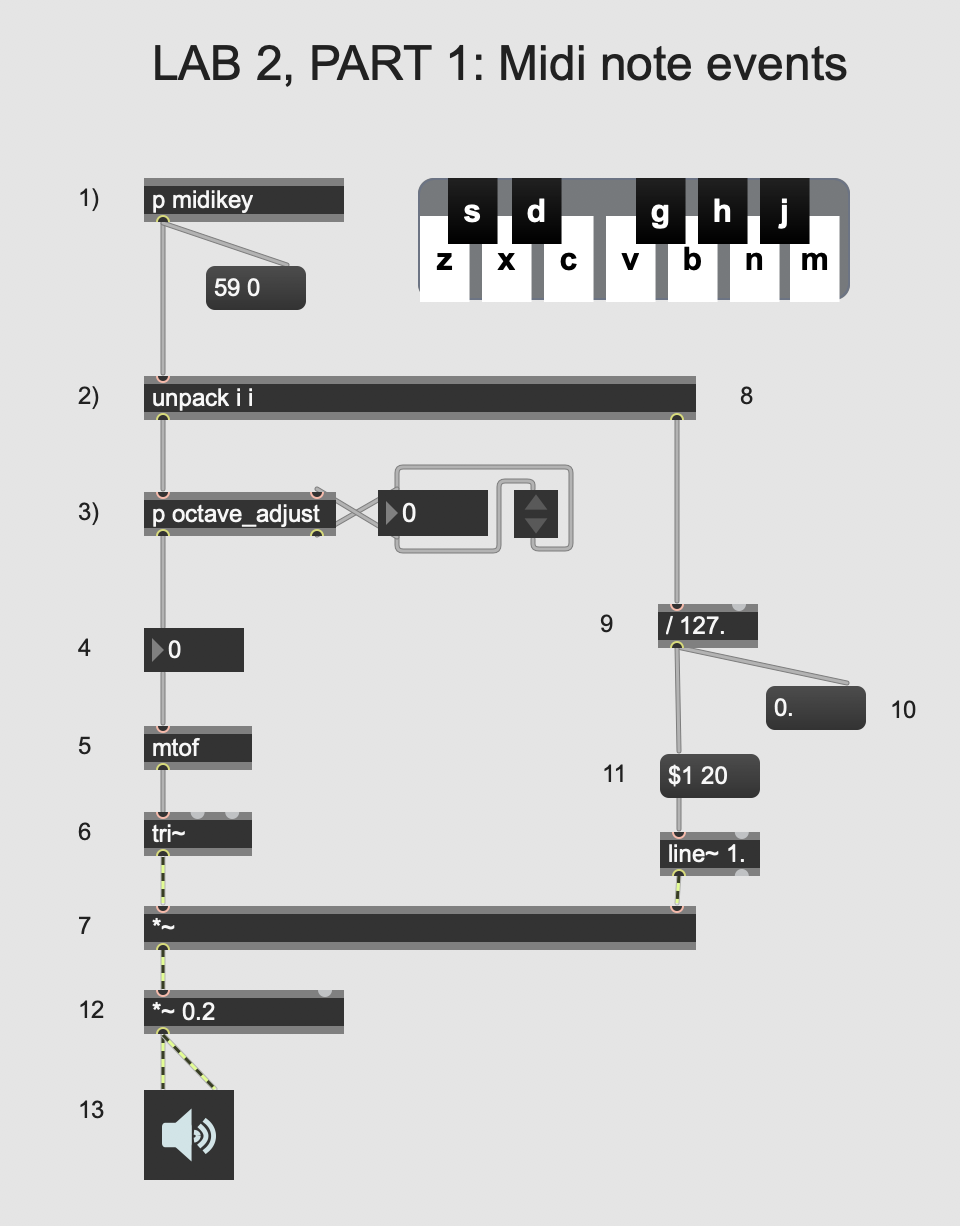 LAB 2, PART 1: Midi note events
1)
p midikey
s d g h j
z x c v b n m
59 0
2)
unpack i i
8
3)
p octave_adjust
0
9
/ 127.
4
0
0.
10
5
mtof
11
$1 20
6
tri~
line~ 1.
7
*~
12
*~ 0.2
13